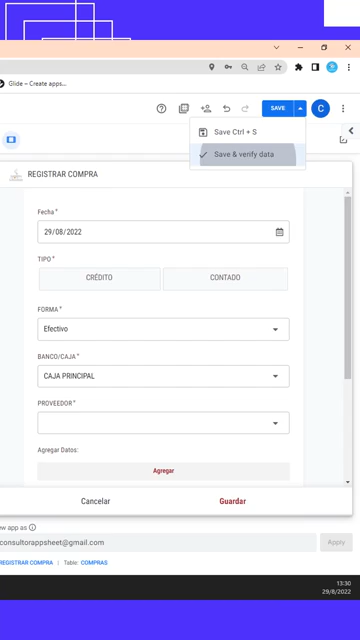 Glide – Create apps...
SAVE
C
Save Ctrl + S
Save & verify data
REGISTRAR COMPRA
Fecha *
29/08/2022
TIPO *
CRÉDITO
CONTADO
FORMA *
Efectivo
BANCO/CAJA *
CAJA PRINCIPAL
PROVEEDOR *
Agregar Datos:
Agregar
Cancelar
Guardar
ew app as
consultorappsheet@gmail.com
Apply
REGISTRAR COMPRA
Table: COMPRAS
13:30
29/8/2022